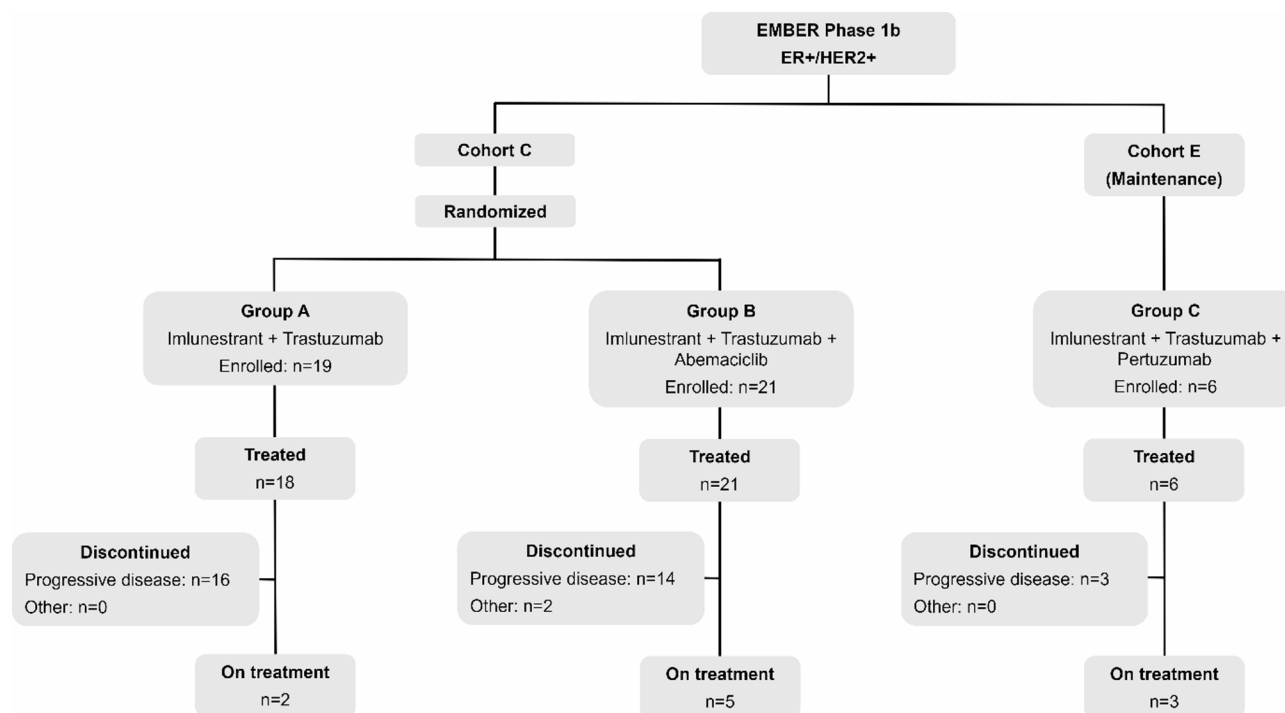 EMBER Phase 1b
ER+/HER2+
Cohort C
Randomized
Cohort E
(Maintenance)
Group A
Imlunestrant + Trastuzumab
Enrolled: n=19
Group B
Imlunestrant + Trastuzumab +
Abemaciclib
Enrolled: n=21
Group C
Imlunestrant + Trastuzumab +
Pertuzumab
Enrolled: n=6
Treated
n=18
Treated
n=21
Treated
n=6
Discontinued
Progressive disease: n=16
Other: n=0
Discontinued
Progressive disease: n=14
Other: n=2
Discontinued
Progressive disease: n=3
Other: n=0
On treatment
n=2
On treatment
n=5
On treatment
n=3